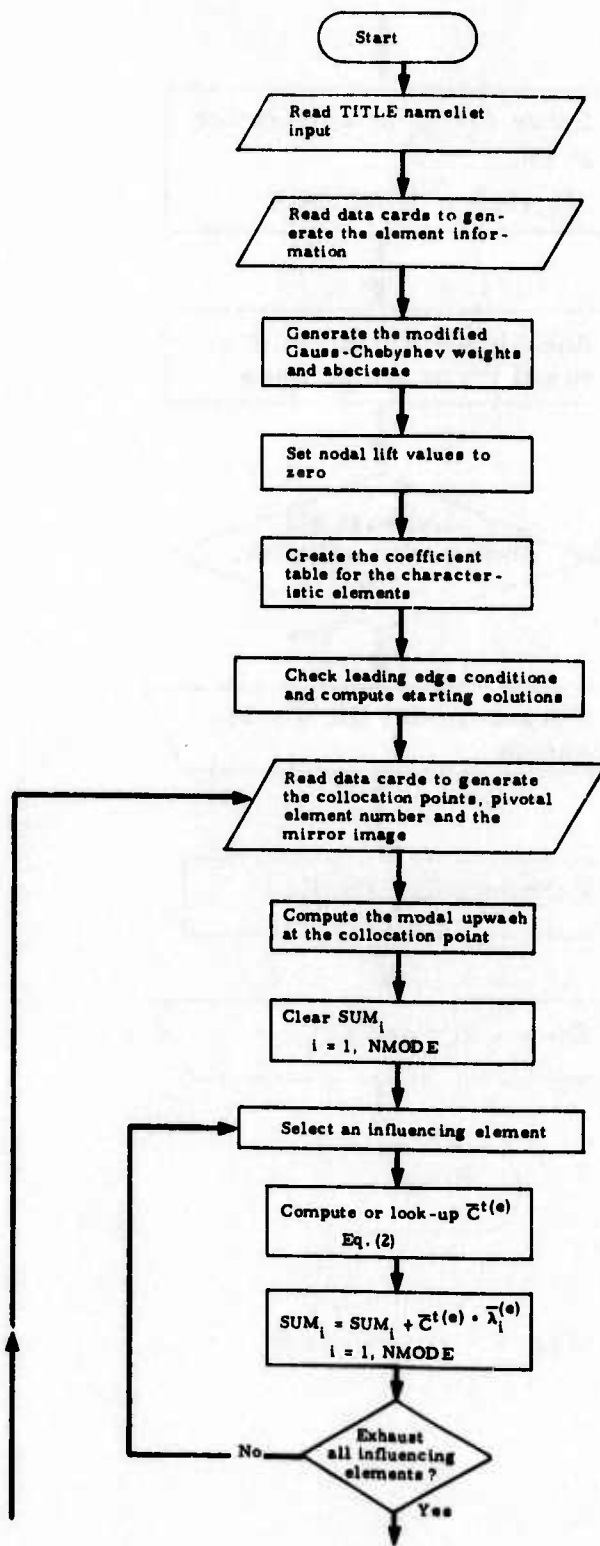 Start
Read TITLE nameliet
input
Read data cards to gen-
erate the element infor-
mation
Generate the modified
Gauss-Chebyshev weights
and abeciesae
Set nodal lift values to
zero
Create the coefficient
table for the character-
istic elements
Check leading edge conditione
and compute etarting eolutions
Read data carde to generate
the collocation points, pivotal
element number and the
mirror image
Compute the modal upwaeh
at the collocation point
Clear SUM_i
i = 1, NMODE
Select an influencing element
Compute or look-up C̅^t(e)
Eq. (2)
SUM_i = SUM_i + C̅^t(e) • λ̅_i^(e)
i = 1, NMODE
Exhaust
all influencing
elements ?
No
Yes